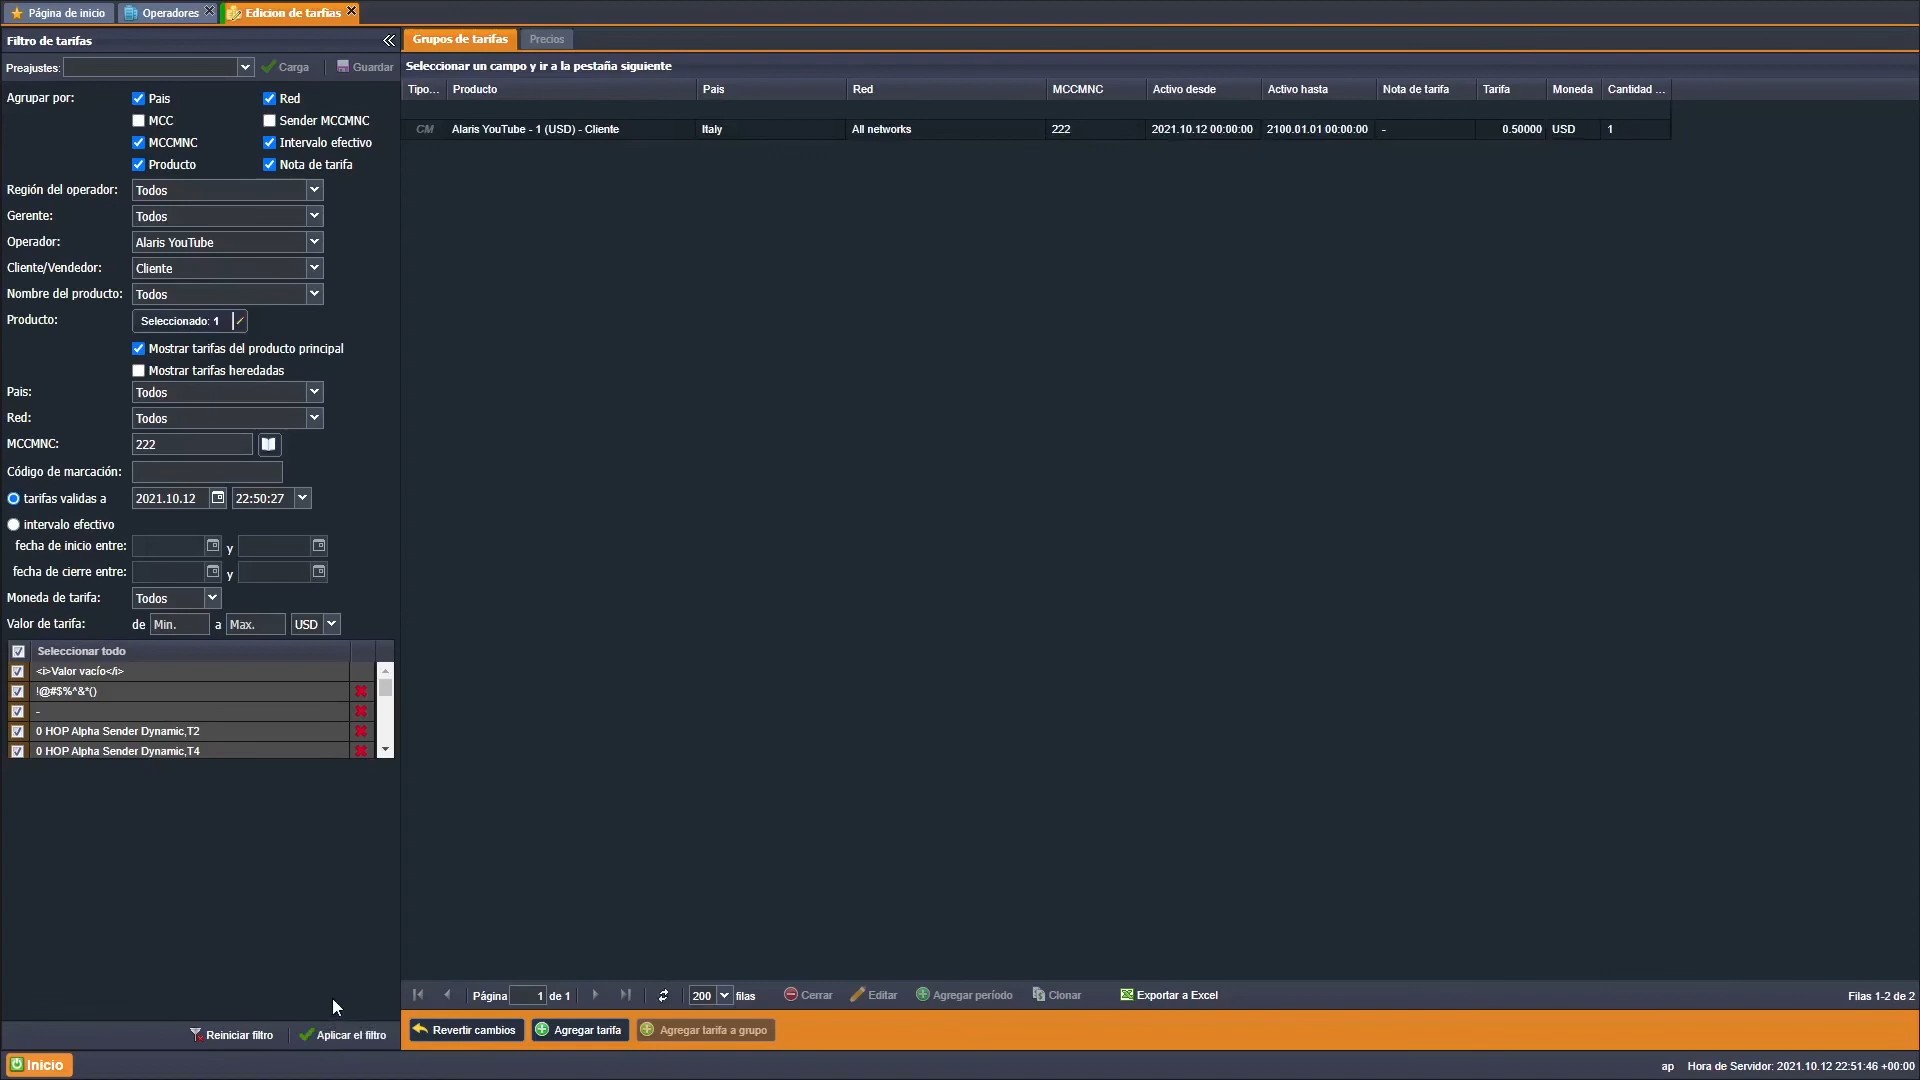 Página de inicio
Operadores
Edicion de tarfias
Filtro de tarifas
Preajustes:
Carga
Guardar
Agrupar por:
Pais
Red
MCC
Sender MCCMNC
MCCMNC
Intervalo efectivo
Producto
Nota de tarifa
Región del operador:
Todos
Gerente:
Todos
Operador:
Alaris YouTube
Cliente/Vendedor:
Cliente
Nombre del producto:
Todos
Producto:
Seleccionado: 1
Mostrar tarifas del producto principal
Mostrar tarifas heredadas
Pais:
Todos
Red:
Todos
MCCMNC:
222
Código de marcación:
tarifas validas a
2021.10.12
22:50:27
intervalo efectivo
fecha de inicio entre:
y
fecha de cierre entre:
y
Moneda de tarifa:
Todos
Valor de tarifa:
de
Min.
a
Max.
USD
Seleccionar todo
<i>Valor vacío</i>
!@#$%^&*()
-
0 HOP Alpha Sender Dynamic,T2
0 HOP Alpha Sender Dynamic,T4
Reiniciar filtro
Aplicar el filtro
Grupos de tarifas
Precios
Seleccionar un campo y ir a la pestaña siguiente
Tipo... Producto Pais Red MCCMNC Activo desde Activo hasta Nota de tarifa Tarifa Moneda Cantidad ...
CM Alaris YouTube - 1 (USD) - Cliente Italy All networks 222 2021.10.12 00:00:00 2100.01.01 00:00:00 - 0.50000 USD 1
Página 1 de 1
200 filas
Cerrar
Editar
Agregar período
Clonar
Exportar a Excel
Filas 1-2 de 2
Revertir cambios
Agregar tarifa
Agregar tarifa a grupo
Inicio
ap
Hora de Servidor: 2021.10.12 22:51:46 +00:00